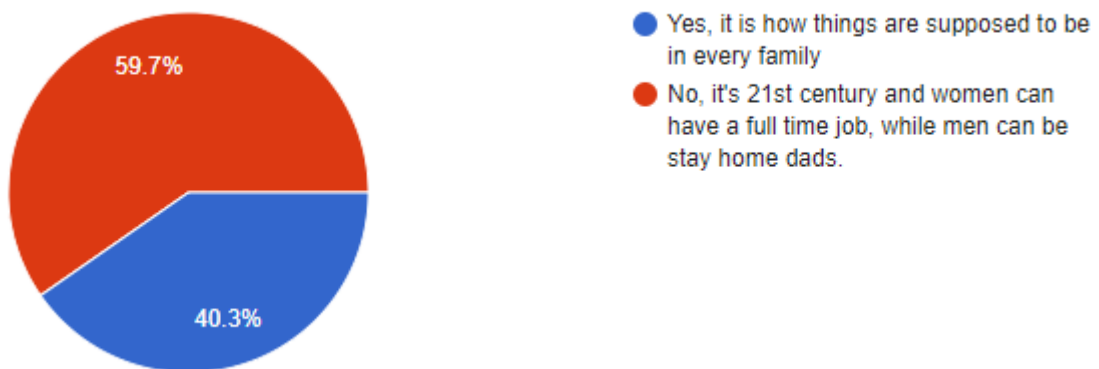 59.7%
40.3%
Yes, it is how things are supposed to be
in every family
No, it's 21st century and women can
have a full time job, while men can be
stay home dads.